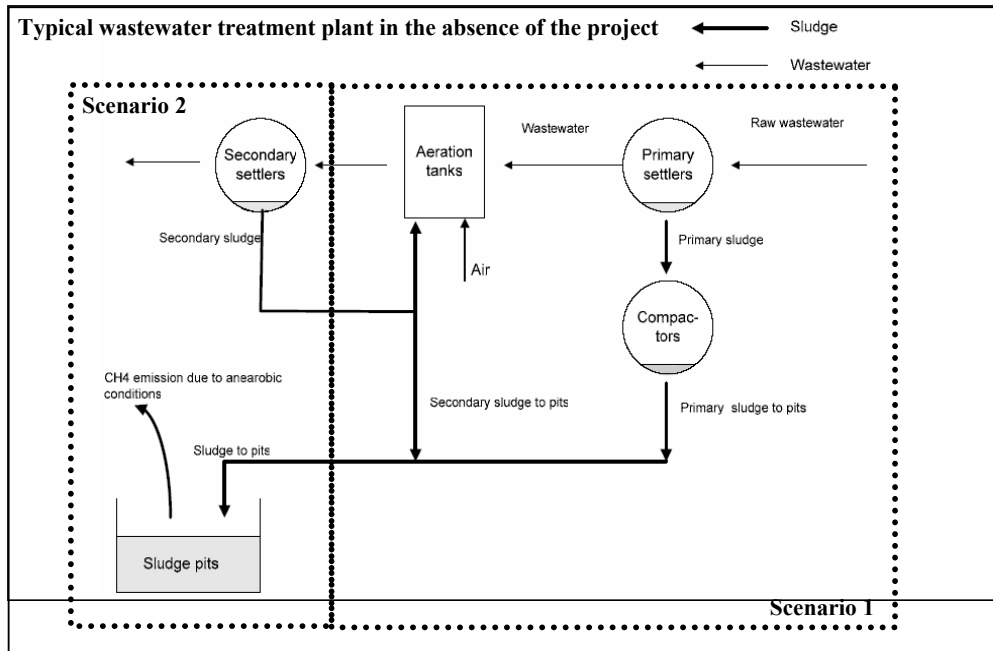 Typical wastewater treatment plant in the absence of the project
Sludge
Wastewater
Scenario 2
Secondary
settlers
Aeration
tanks
Wastewater
Primary
settlers
Raw wastewater
Secondary sludge
Primary sludge
Air
Compac-
tors
CH4 emission due to anearobic
conditions
Secondary sludge to pits
Primary sludge to pits
Sludge to pits
Sludge pits
Scenario 1